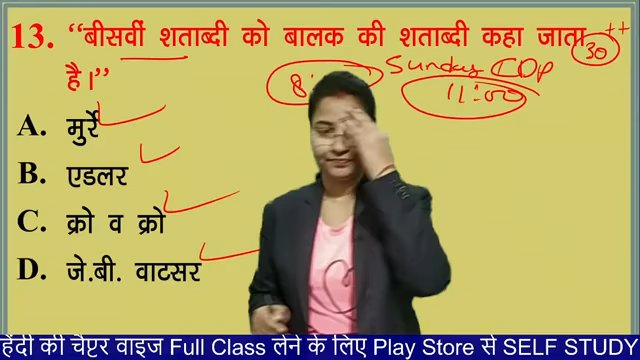 13. “बीसवीं शताब्दी को बालक की शताब्दी कहा जाता
है।”
30 ++
Sunday CDP
8:
11:00
A. मुर्रे
B. एडलर
C. क्रो व क्रो
D. जे.बी. वाटसर
हेंदी की चैप्टर वाइज Full Class लेने के लिए Play Store से SELF STUDY